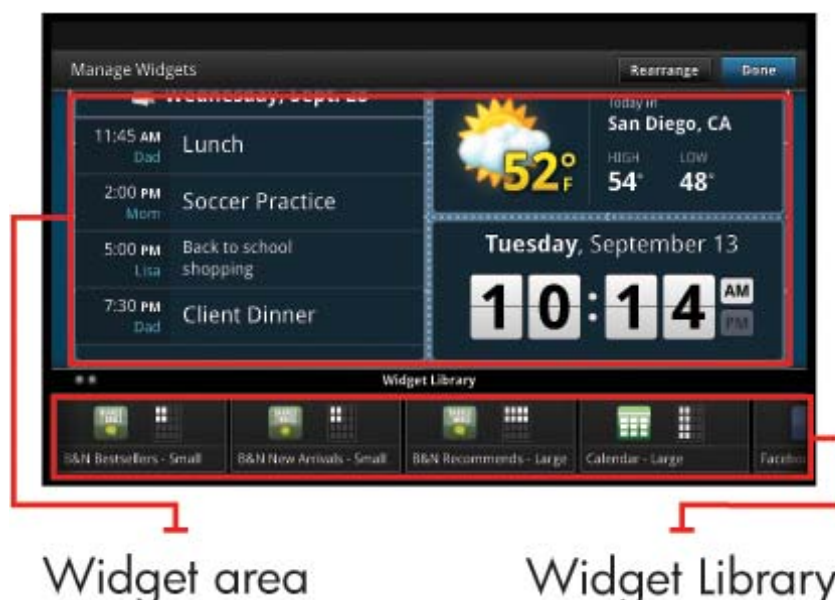 Manage Widgets
Rearrange
Done
Wednesday, Sept. 28
11:45 AM
Dad
Lunch
2:00 PM
Mom
Soccer Practice
5:00 PM
Lisa
Back to school
shopping
7:30 PM
Dad
Client Dinner
52°F
Today in
San Diego, CA
HIGH
LOW
54°
48°
Tuesday, September 13
10:14
AM
PM
Widget Library
B&N Bestsellers - Small
B&N New Arrivals - Small
B&N Recommends - Large
Calendar - Large
Widget area
Widget Library